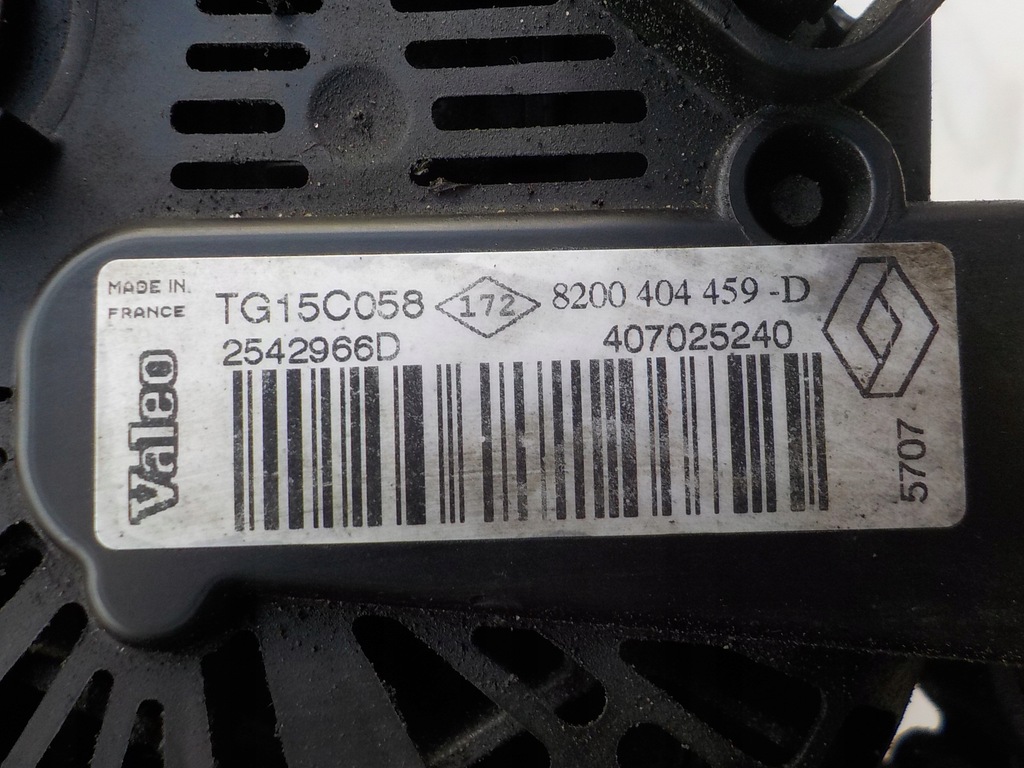 MADE IN
FRANCE
TG15C058 172 8200 404 459 -D
2542966D 407025240
Valeo
5707